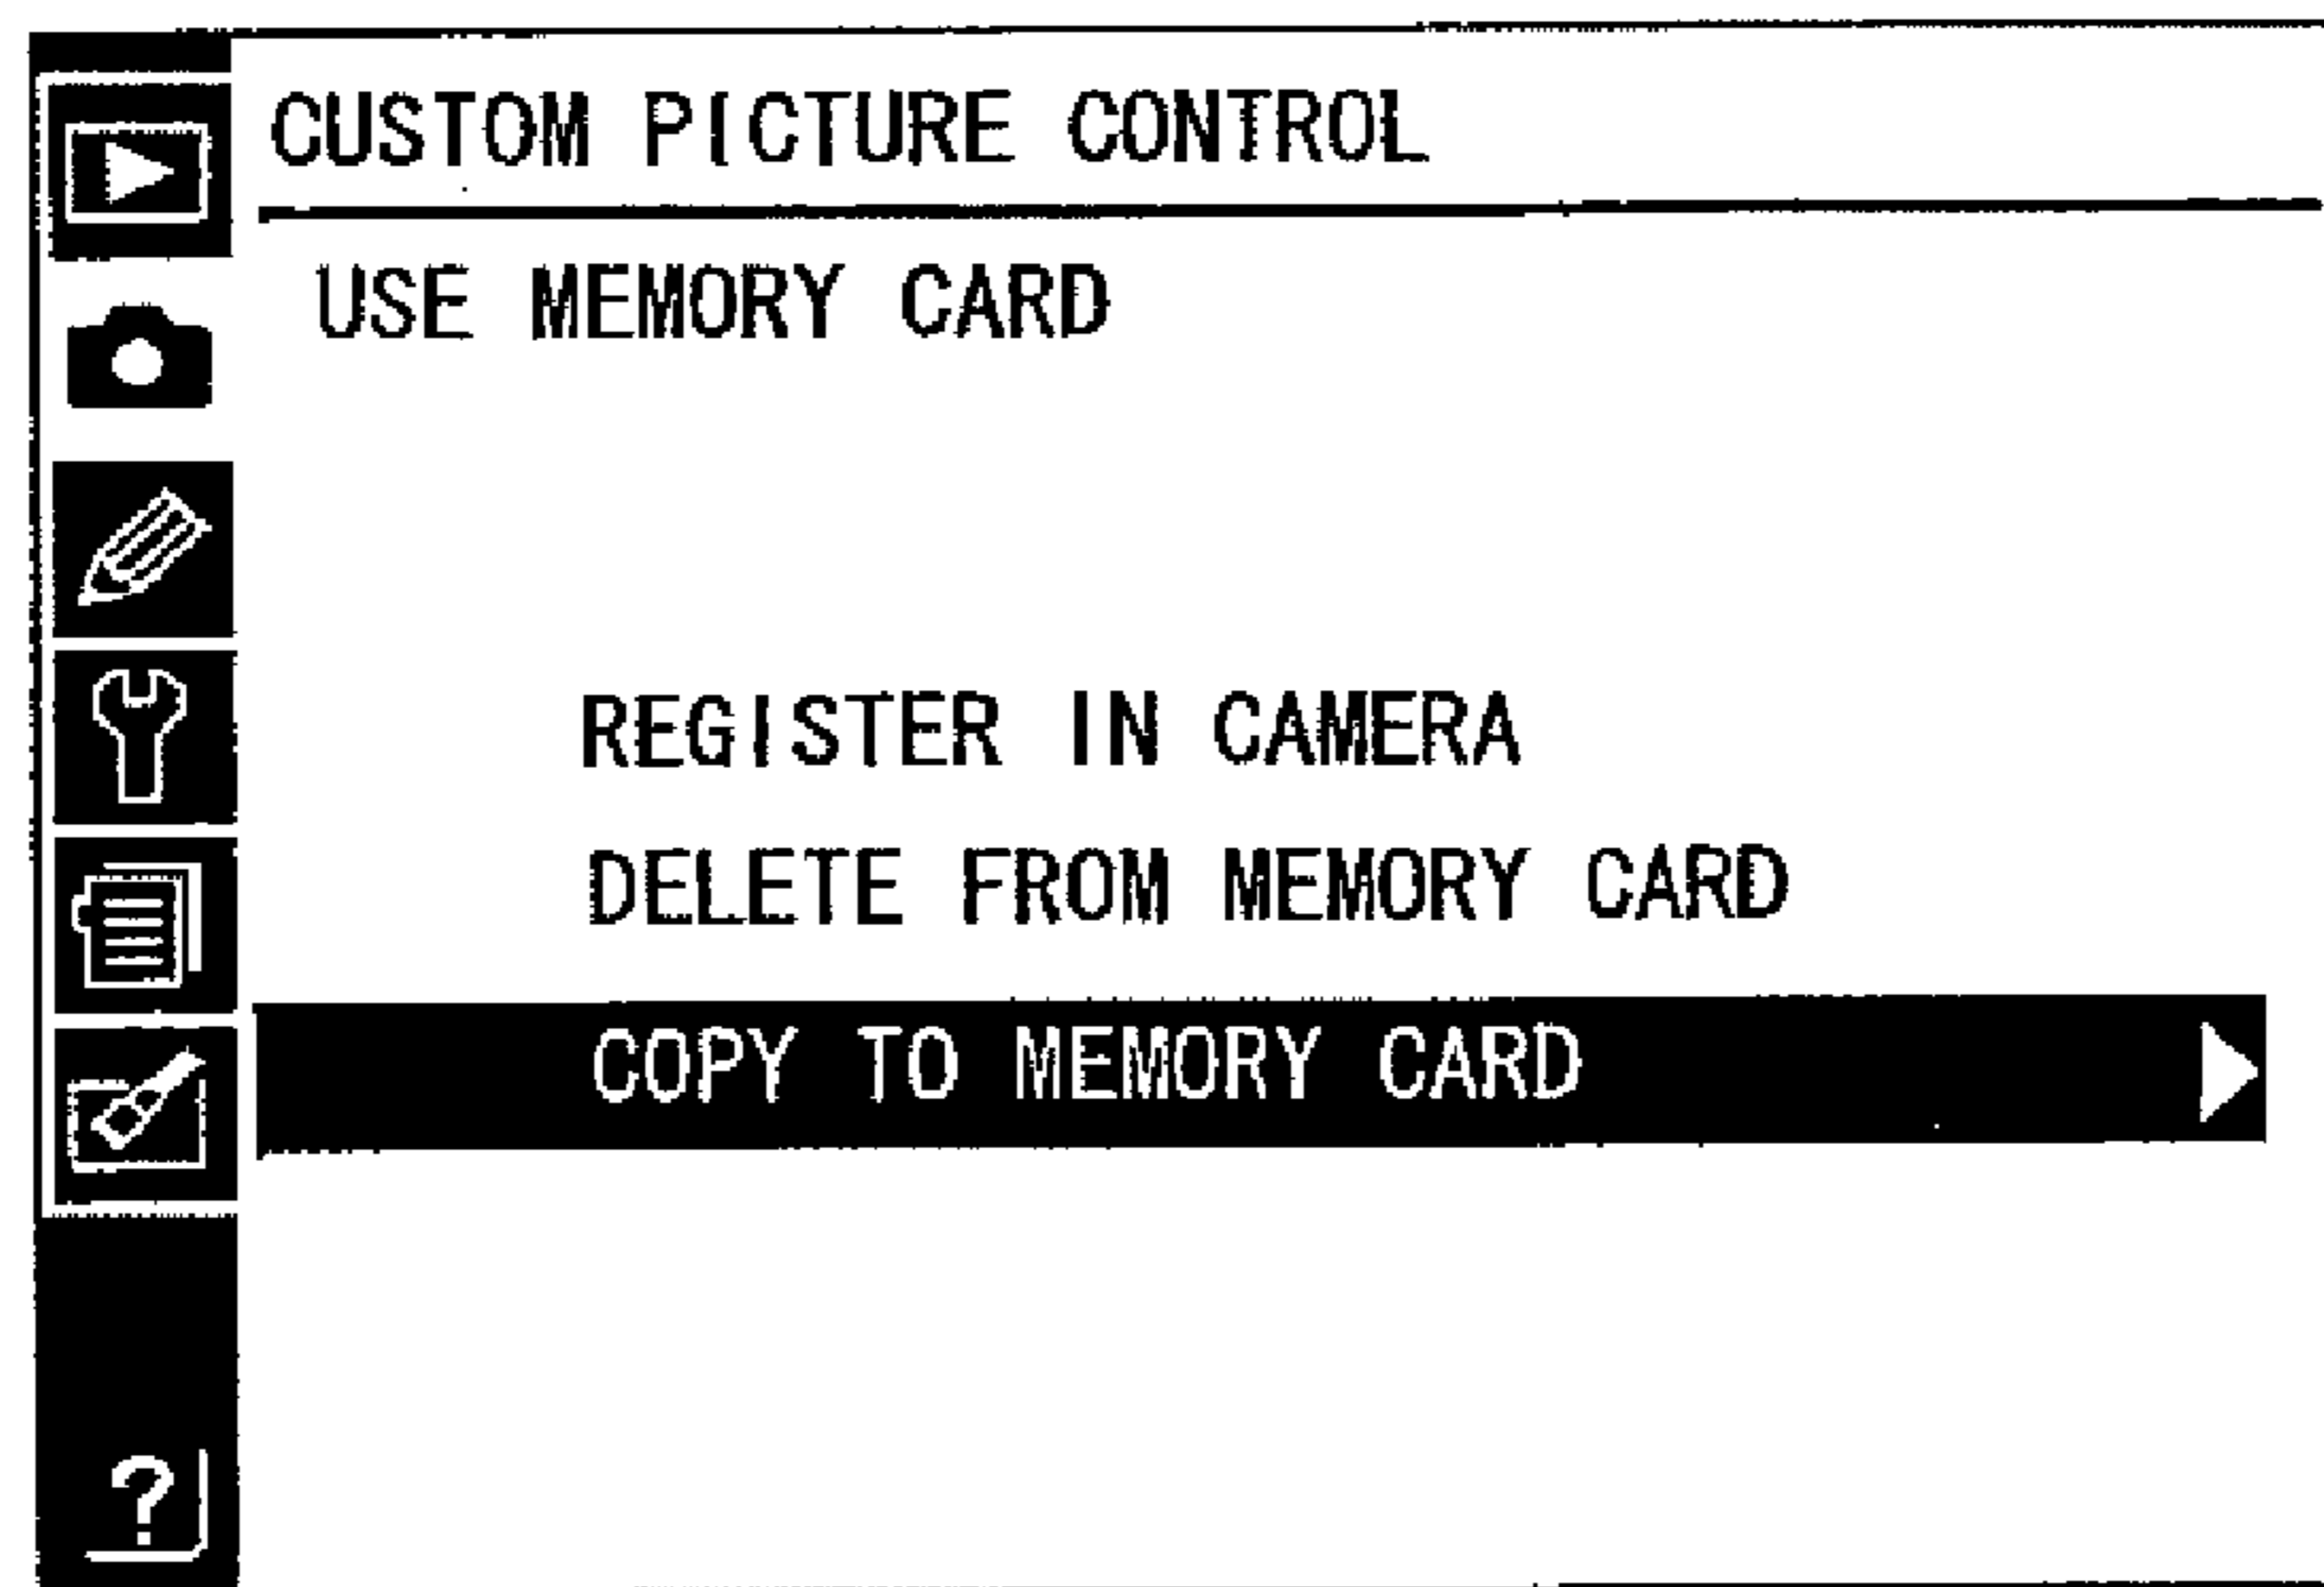 CUSTOM PICTURE CONTROL
USE MEMORY CARD
REGISTER IN CAMERA
DELETE FROM MEMORY CARD
COPY TO MEMORY CARD
?